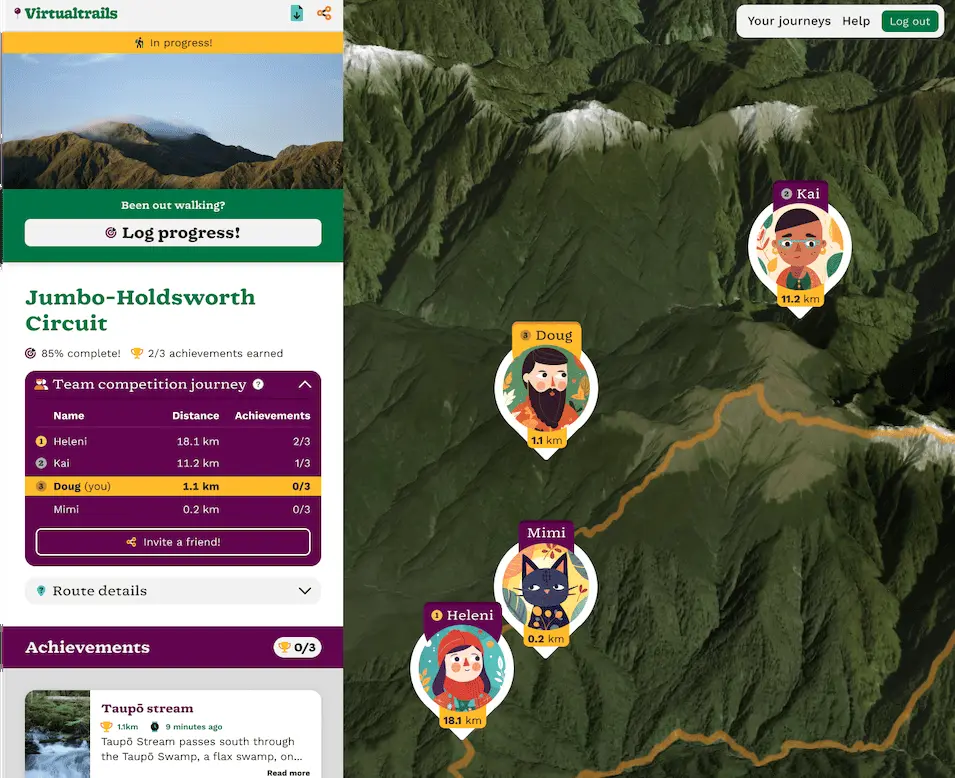 Virtualtrails
In progress!
Been out walking?
Log progress!
Jumbo-Holdsworth
Circuit
85% complete! 2/3 achievements earned
Team competition journey ?
Name Distance Achievements
1 Heleni 18.1 km 2/3
2 Kai 11.2 km 1/3
3 Doug (you) 1.1 km 0/3
Mimi 0.2 km 0/3
Invite a friend!
Route details
Achievements 0/3
Taupō stream
1.1km 9 minutes ago
Taupō Stream passes south through
the Taupō Swamp, a flax swamp, on...
Read more
Your journeys Help Log out
2 Kai
11.2 km
3 Doug
1.1 km
Mimi
0.2 km
1 Heleni
18.1 km